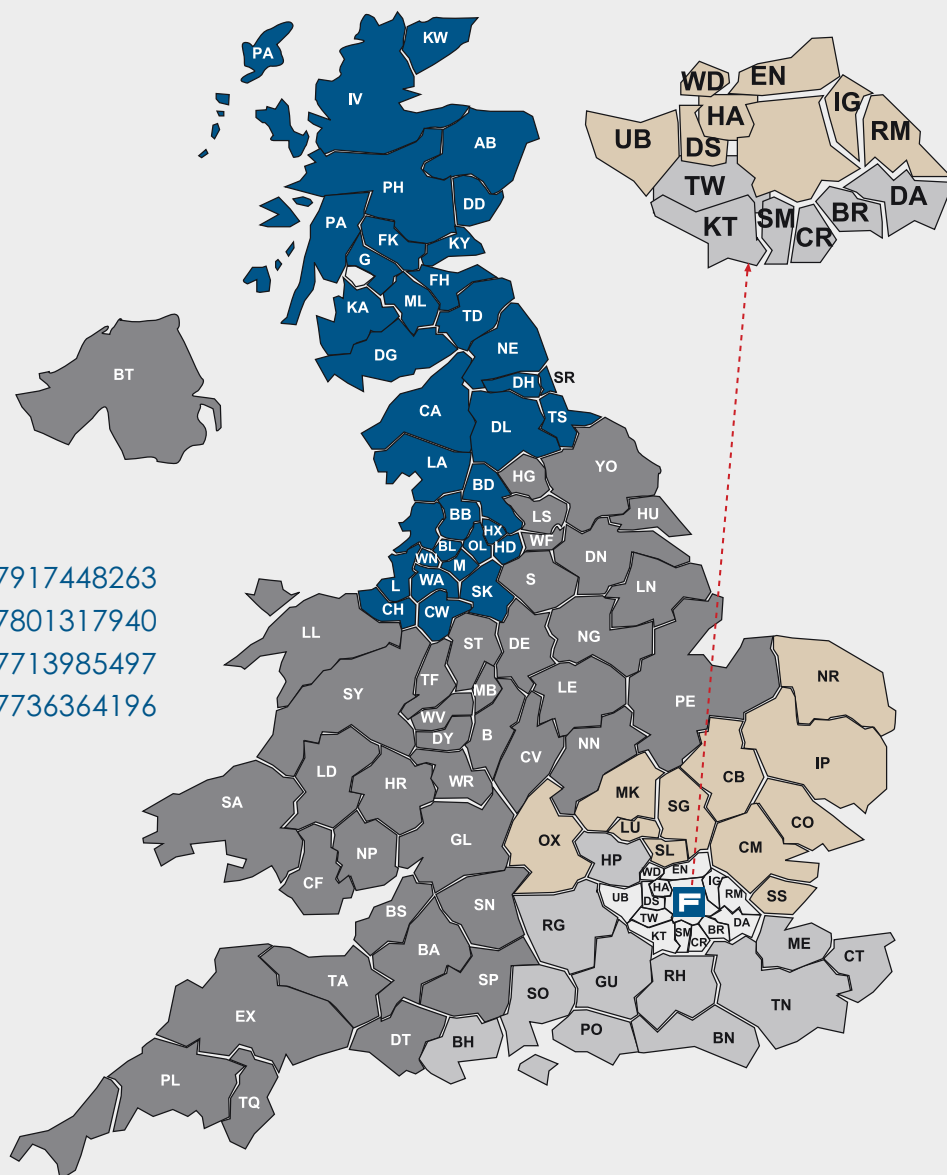 PA
KW
IV
AB
PH
DD
PA
FK
KY
G
FH
ML
KA
TD
DG
NE
BT
DH
SR
CA
TS
DL
LA
YO
HG
BD
LS
HU
BB
HX
WF
BL
OL
HD
DN
WN
M
S
L
WA
SK
LN
CH
CW
7917448263
7801317940
7713985497
7736364196
LL
ST
DE
NG
SY
TF
MB
LE
PE
NR
WV
DY
B
CV
NN
IP
LD
HR
WR
MK
SG
CB
SA
LU
CO
NP
GL
OX
HP
SL
CM
CF
WD
EN
IG
SS
BS
SN
UB
HA
DS
RM
F
TW
DA
KT
SM
CR
BR
RG
ME
BA
CT
TA
SP
SO
GU
RH
TN
EX
DT
BH
PO
BN
PL
TQ
WD
EN
HA
IG
UB
DS
RM
TW
DA
KT
SM
BR
CR